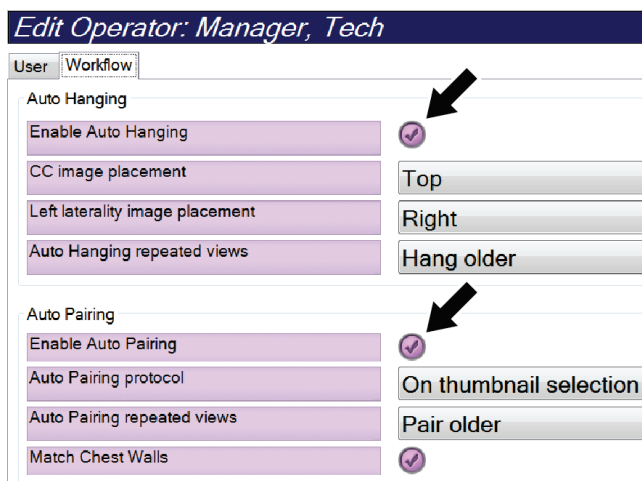 Edit Operator: Manager, Tech
User Workflow
Auto Hanging
Enable Auto Hanging
CC image placement Top
Left laterality image placement Right
Auto Hanging repeated views Hang older
Auto Pairing
Enable Auto Pairing
Auto Pairing protocol On thumbnail selection
Auto Pairing repeated views Pair older
Match Chest Walls